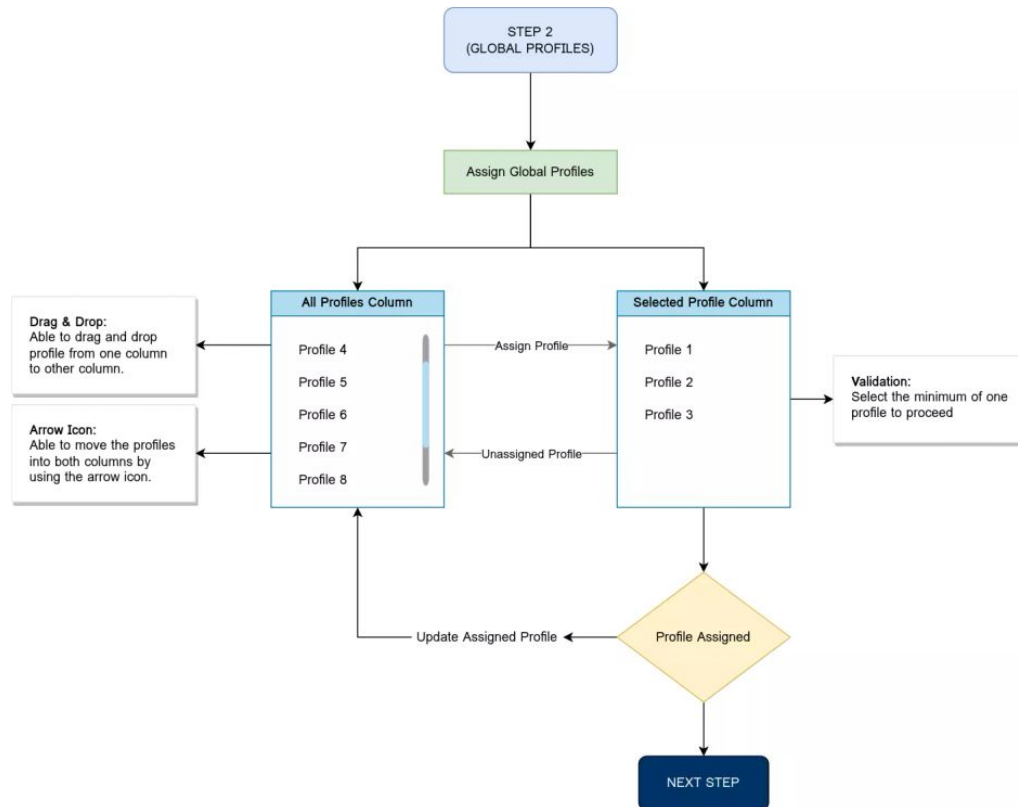 STEP 2
(GLOBAL PROFILES)
Assign Global Profiles
All Profiles Column
Selected Profile Column
Drag & Drop:
Able to drag and drop
profile from one column
to other column.
Arrow Icon:
Able to move the profiles
into both columns by
using the arrow icon.
Profile 4
Profile 5
Profile 6
Profile 7
Profile 8
Assign Profile
Unassigned Profile
Profile 1
Profile 2
Profile 3
Validation:
Select the minimum of one
profile to proceed
Update Assigned Profile
Profile Assigned
NEXT STEP